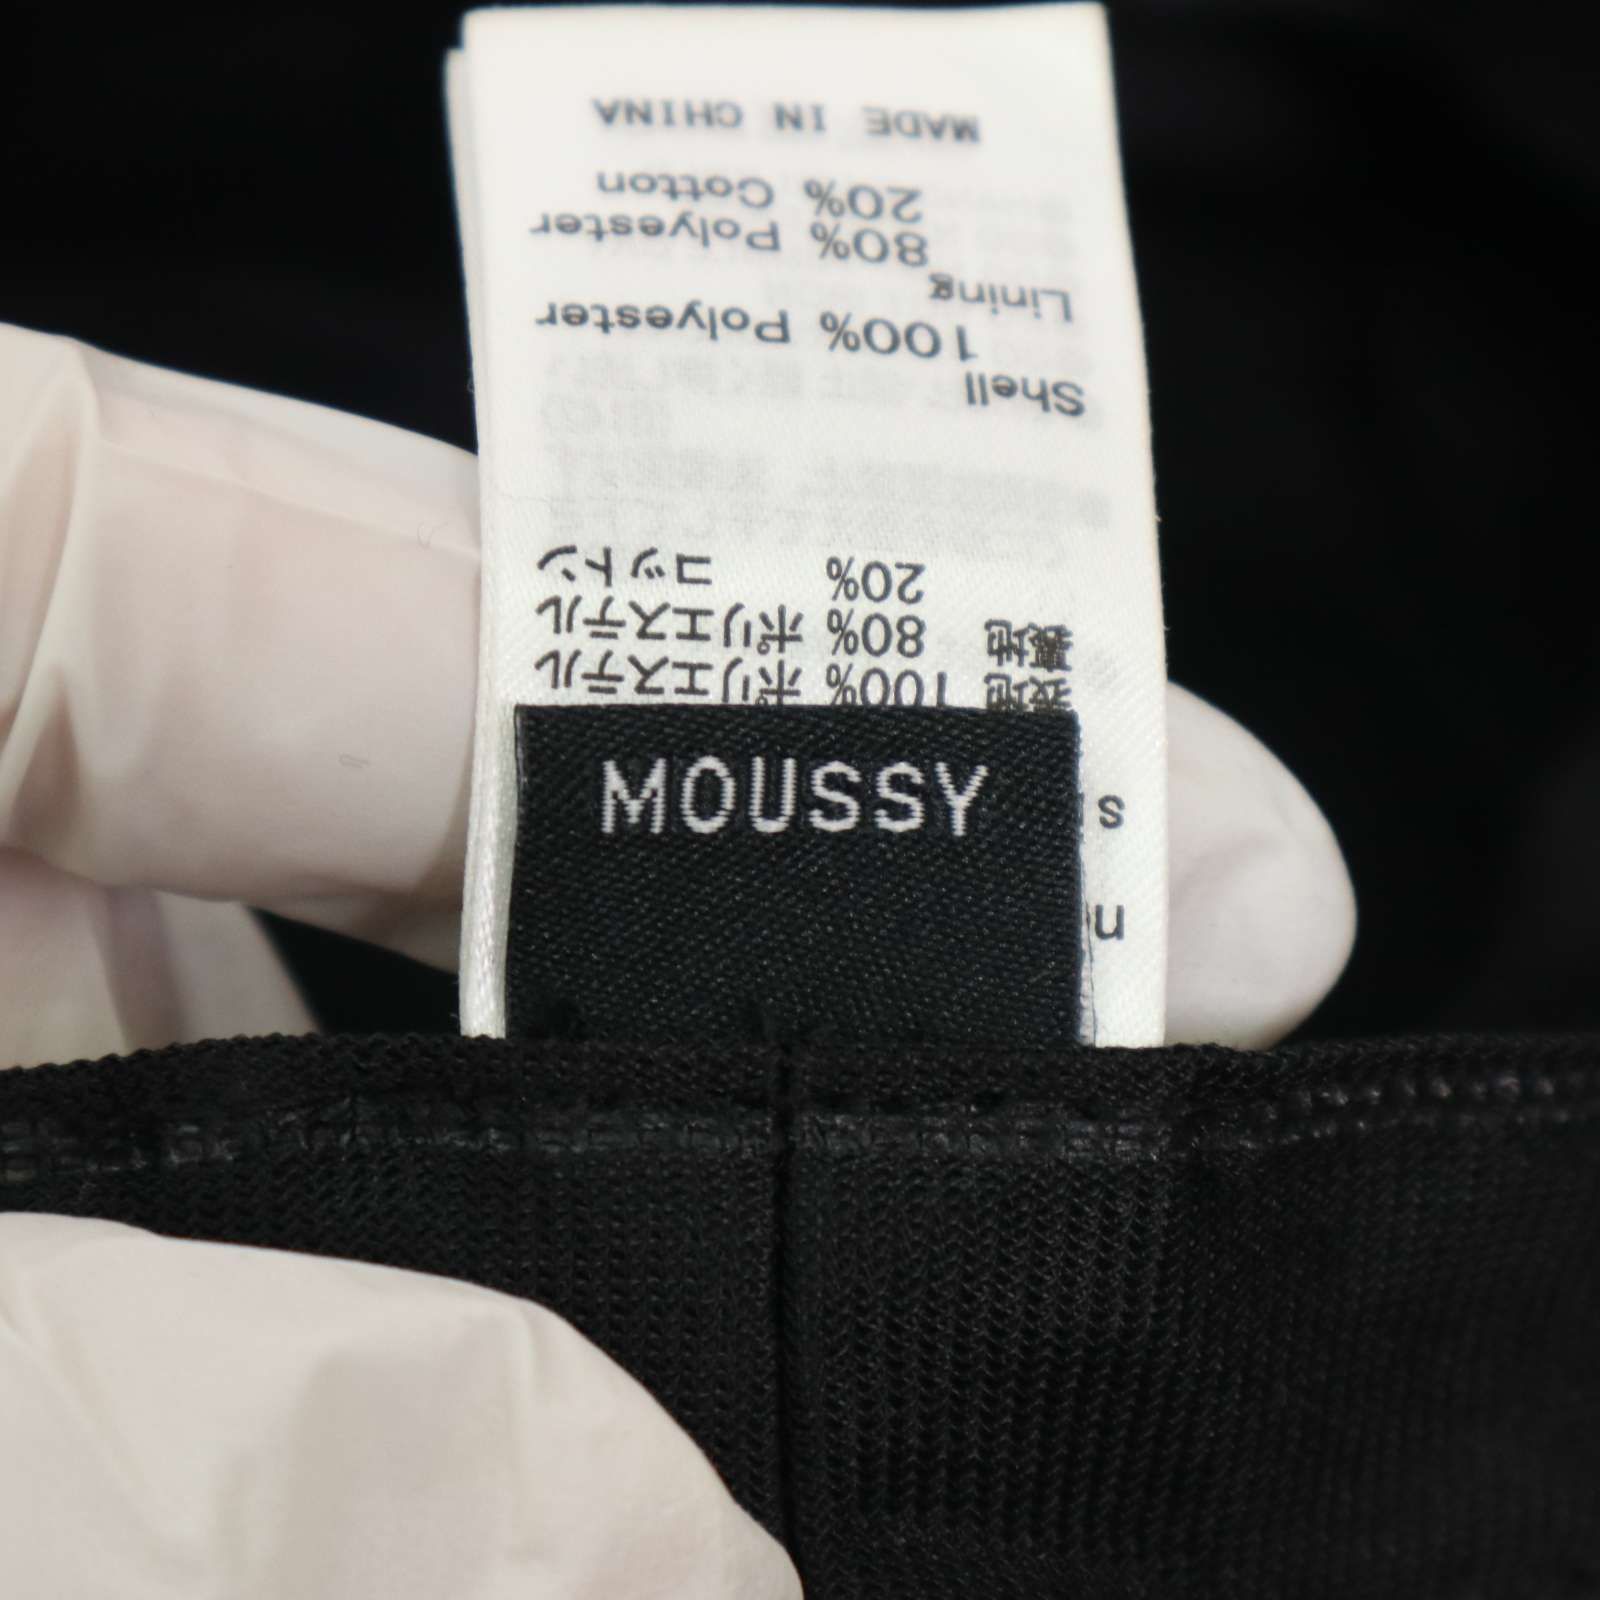 MOUSSY
表地 100% ポリエステル
裏地 80% ポリエステル
20% コットン
Shell
100% Polyester
Lining
80% Polyester
20% Cotton
MADE IN CHINA